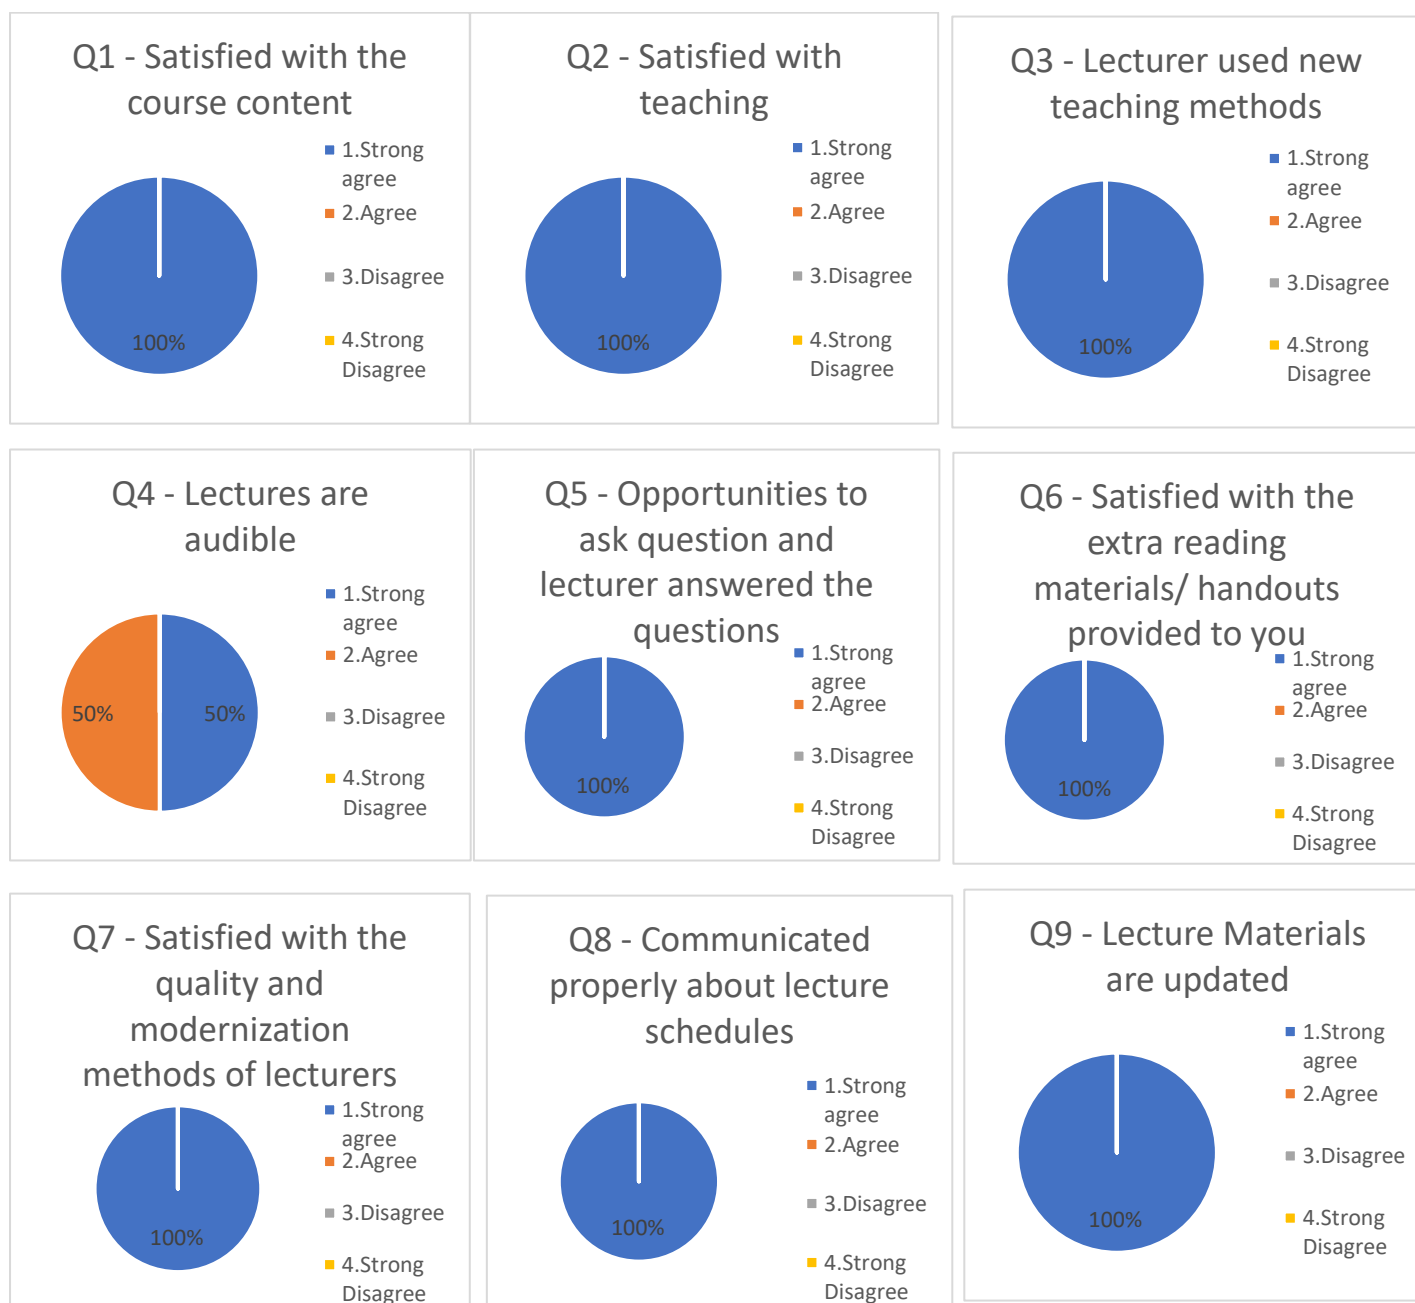 Q1 - Satisfied with the
course content
1.Strong
agree
2.Agree
3.Disagree
4.Strong
Disagree
100%
Q2 - Satisfied with
teaching
1.Strong
agree
2.Agree
3.Disagree
4.Strong
Disagree
100%
Q3 - Lecturer used new
teaching methods
1.Strong
agree
2.Agree
3.Disagree
4.Strong
Disagree
100%
Q4 - Lectures are
audible
1.Strong
agree
2.Agree
3.Disagree
4.Strong
Disagree
50%
50%
Q5 - Opportunities to
ask question and
lecturer answered the
questions
1.Strong
agree
2.Agree
3.Disagree
4.Strong
Disagree
100%
Q6 - Satisfied with the
extra reading
materials/ handouts
provided to you
1.Strong
agree
2.Agree
3.Disagree
4.Strong
Disagree
100%
Q7 - Satisfied with the
quality and
modernization
methods of lecturers
1.Strong
agree
2.Agree
3.Disagree
4.Strong
Disagree
100%
Q8 - Communicated
properly about lecture
schedules
1.Strong
agree
2.Agree
3.Disagree
4.Strong
Disagree
100%
Q9 - Lecture Materials
are updated
1.Strong
agree
2.Agree
3.Disagree
4.Strong
Disagree
100%